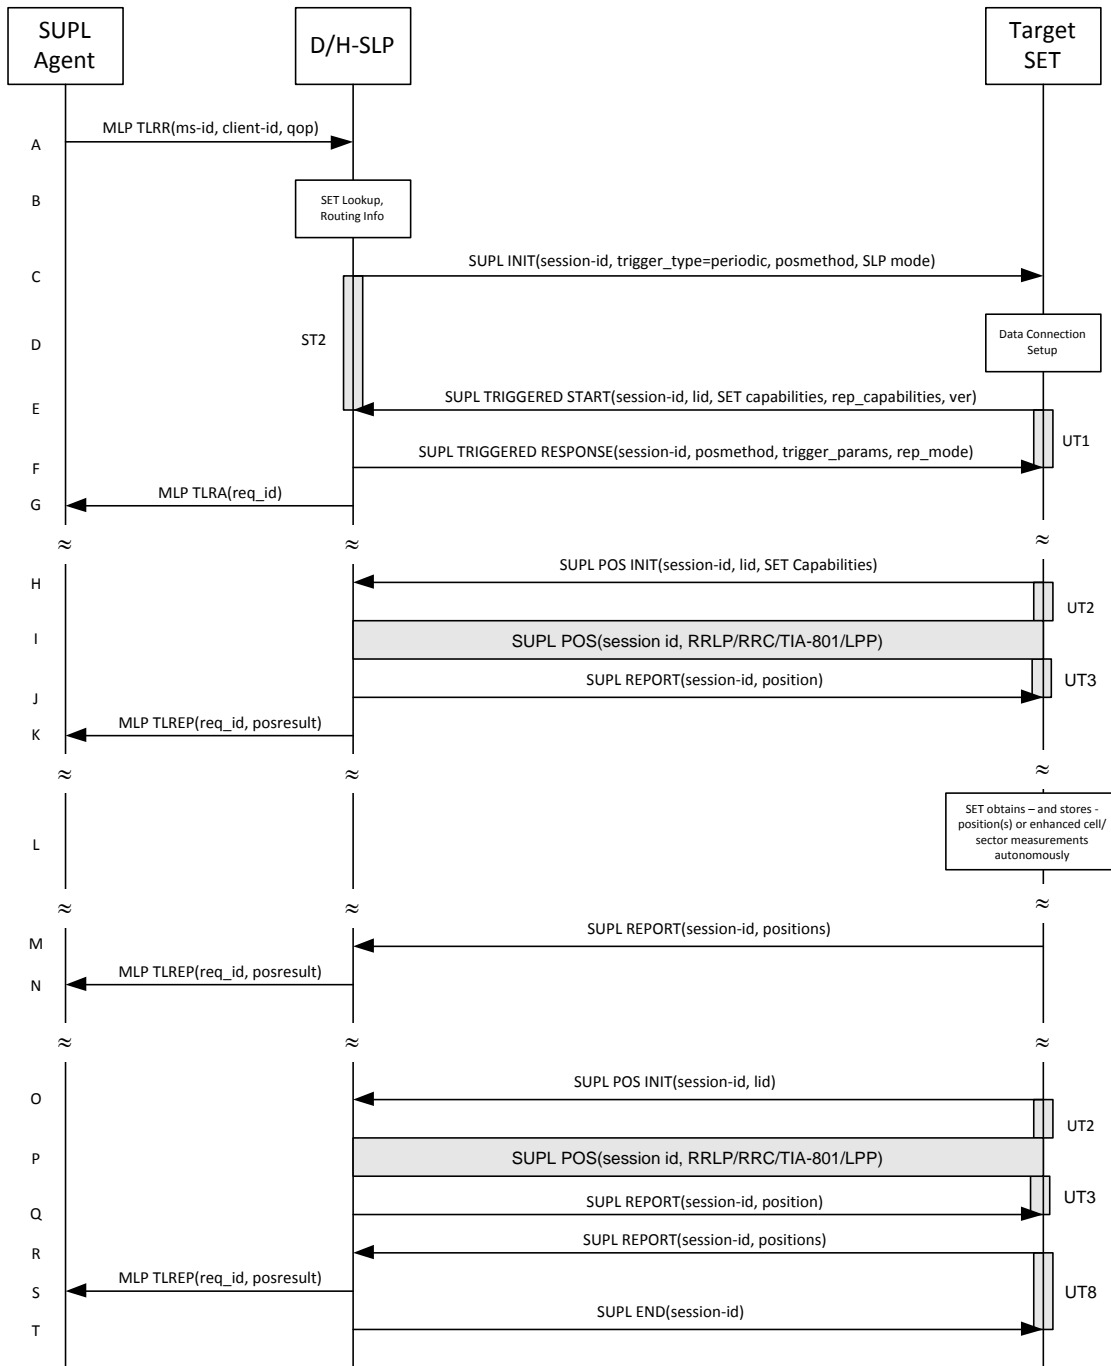 SUPL
Agent
D/H-SLP
Target
SET
A
MLP TLRR(ms-id, client-id, qop)
B
SET Lookup,
Routing Info
C
SUPL INIT(session-id, trigger_type=periodic, posmethod, SLP mode)
D
ST2
Data Connection
Setup
E
SUPL TRIGGERED START(session-id, lid, SET capabilities, rep_capabilities, ver)
UT1
F
SUPL TRIGGERED RESPONSE(session-id, posmethod, trigger_params, rep_mode)
G
MLP TLRA(req_id)
≈ ≈ ≈
H
SUPL POS INIT(session-id, lid, SET Capabilities)
UT2
I
SUPL POS(session id, RRLP/RRC/TIA-801/LPP)
J
SUPL REPORT(session-id, position)
UT3
K
MLP TLREP(req_id, posresult)
≈ ≈ ≈
L
SET obtains – and stores -
position(s) or enhanced cell/
sector measurements
autonomously
≈ ≈ ≈
M
SUPL REPORT(session-id, positions)
N
MLP TLREP(req_id, posresult)
≈ ≈ ≈
O
SUPL POS INIT(session-id, lid)
UT2
P
SUPL POS(session id, RRLP/RRC/TIA-801/LPP)
UT3
Q
SUPL REPORT(session-id, position)
R
SUPL REPORT(session-id, positions)
S
MLP TLREP(req_id, posresult)
UT8
T
SUPL END(session-id)